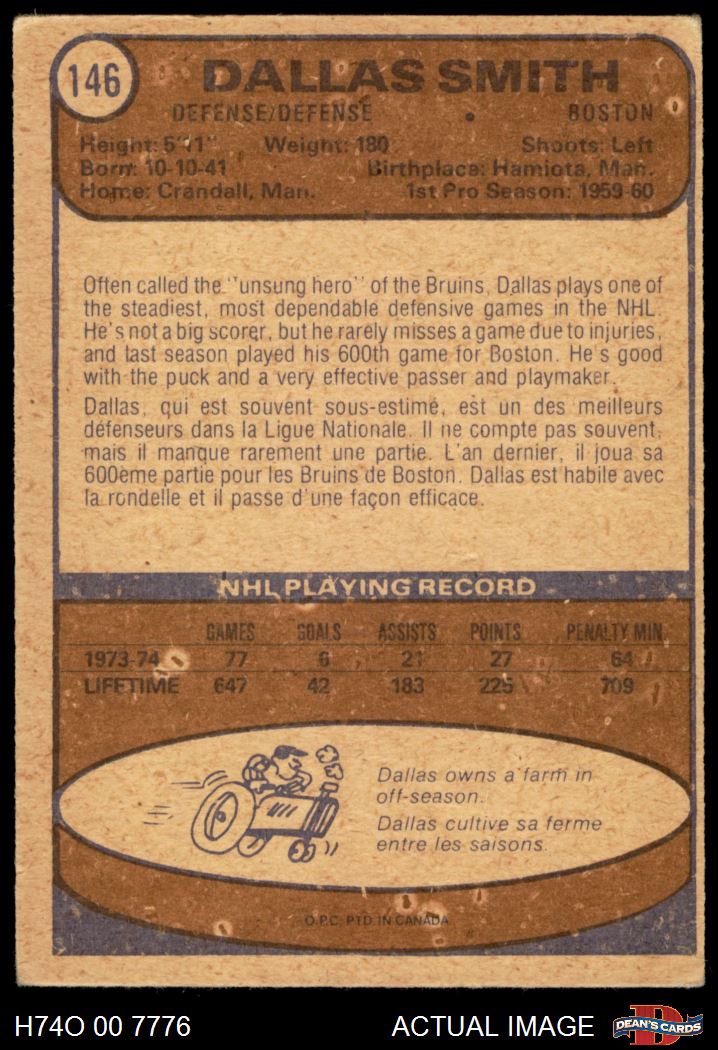 146
DALLAS SMITH
DEFENSE/DEFENSE • BOSTON
Height: 5'11" Weight: 180 Shoots: Left
Born: 10-10-41 Birthplace: Hamiota, Man.
Home: Crandall, Man. 1st Pro Season: 1959-60
Often called the "unsung hero" of the Bruins, Dallas plays one of
the steadiest, most dependable defensive games in the NHL.
He's not a big scorer, but he rarely misses a game due to injuries,
and last season played his 600th game for Boston. He's good
with the puck and a very effective passer and playmaker.
Dallas, qui est souvent sous-estimé, est un des meilleurs
défenseurs dans la Ligue Nationale. Il ne compte pas souvent,
mais il manque rarement une partie. L'an dernier, il joua sa
600ème partie pour les Bruins de Boston. Dallas est habile avec
la rondelle et il passe d'une façon efficace.
NHL PLAYING RECORD
GAMES GOALS ASSISTS POINTS PENALTY MIN.
1973-74 77 6 21 27 64
LIFETIME 647 42 183 225 709
Dallas owns a farm in
off-season.
Dallas cultive sa ferme
entre les saisons.
O.P.C. PTD. IN CANADA
H74O 00 7776 ACTUAL IMAGE DEAN'S CARDS